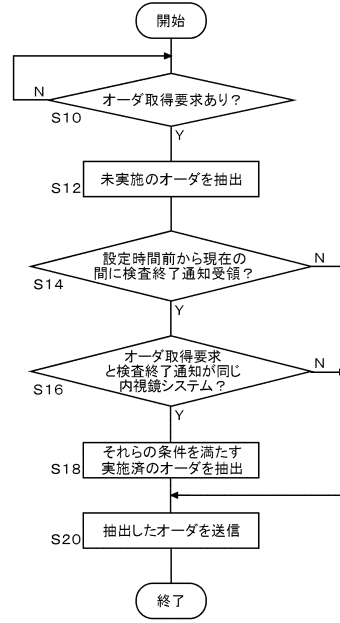 開始
N
オーダ取得要求あり？
S10
Y
未実施のオーダを抽出
S12
設定時間前から現在の
間に検査終了通知受領？
N
S14
Y
オーダ取得要求
と検査終了通知が同じ
内視鏡システム？
N
S16
Y
それらの条件を満たす
実施済のオーダを抽出
S18
抽出したオーダを送信
S20
終了